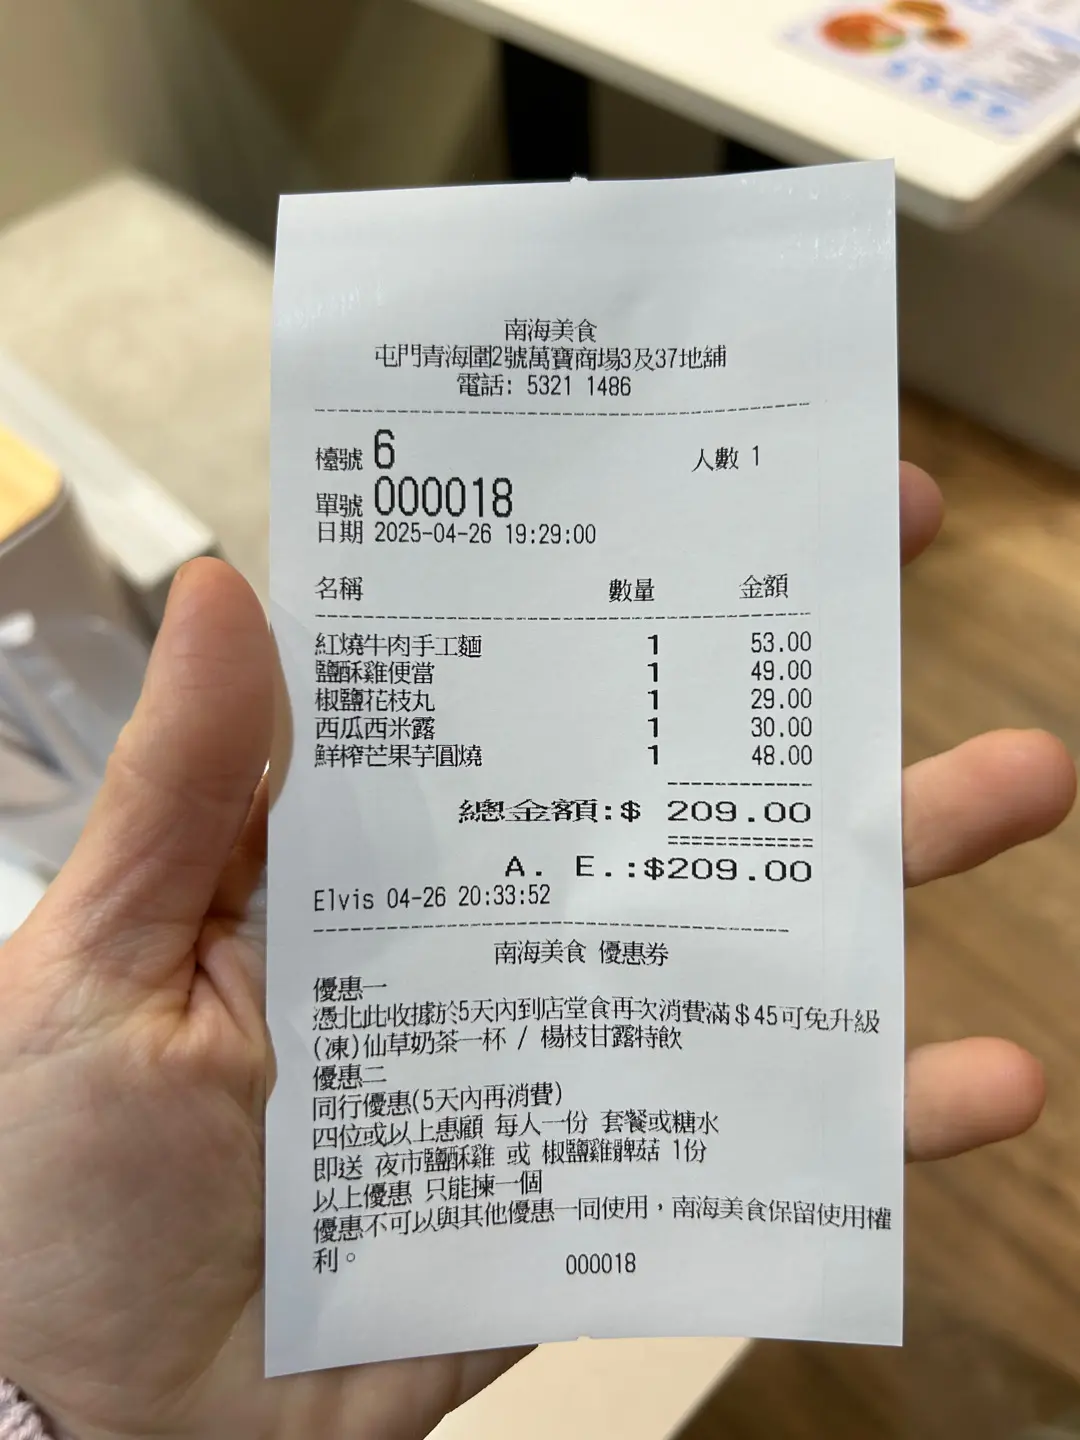 南海美食
屯門青海圍2號萬寶商場3及37地舖
電話: 5321 1486
檯號 6 人數 1
單號 000018
日期 2025-04-26 19:29:00
名稱 數量 金額
紅燒牛肉手工麵 1 53.00
鹽酥雞便當 1 49.00
椒鹽花枝丸 1 29.00
西瓜西米露 1 30.00
鮮榨芒果芋圓燒 1 48.00
總金額:$ 209.00
A. E.:$209.00
Elvis 04-26 20:33:52
南海美食 優惠券
優惠一
憑北此收據於5天內到店堂食再次消費滿$45可免升級
(凍)仙草奶茶一杯 / 楊枝甘露特飲
優惠二
同行優惠(5天內再消費)
四位或以上惠顧 每人一份 套餐或糖水
即送 夜市鹽酥雞 或 椒鹽雞髀菇 1份
以上優惠 只能揀一個
優惠不可以與其他優惠一同使用，南海美食保留使用權
利。
000018